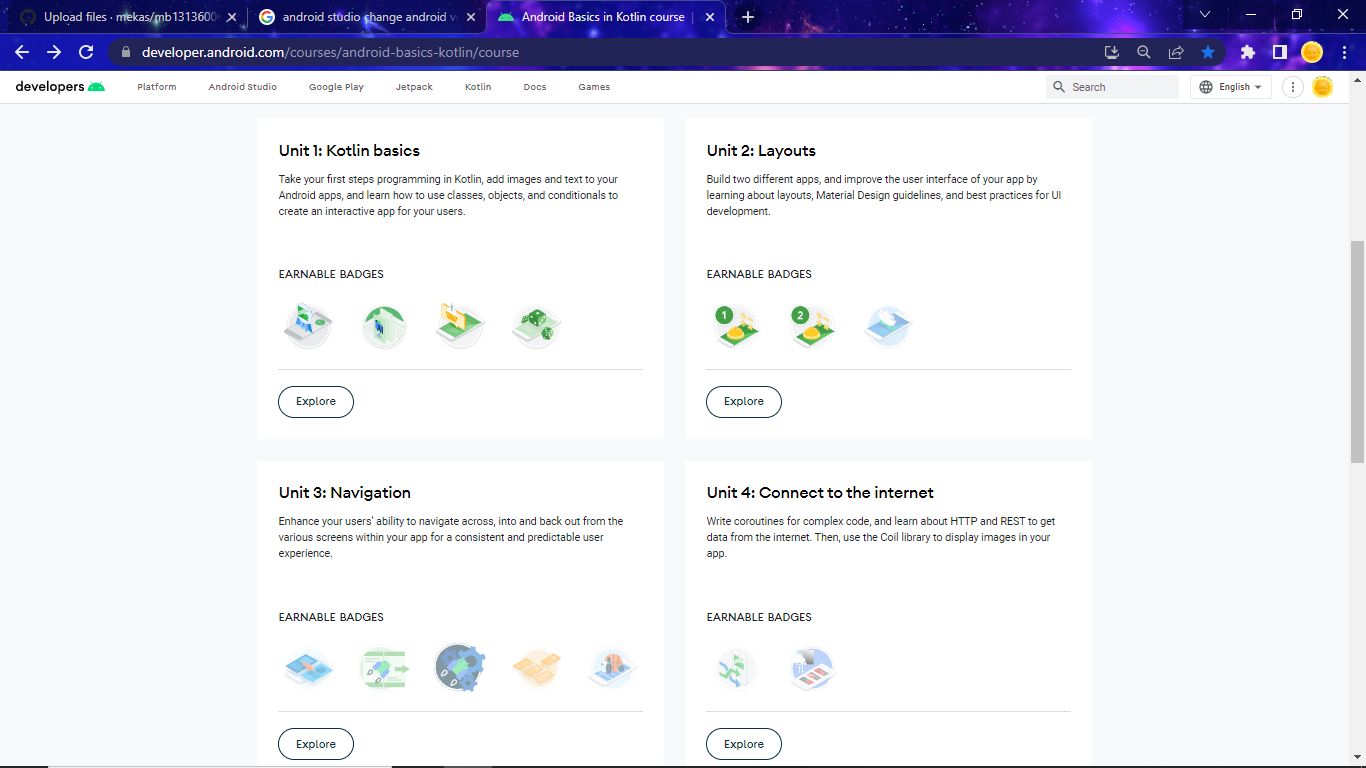 Upload files · mekas/mb1313600
android studio change android v
Android Basics in Kotlin course |
developer.android.com/courses/android-basics-kotlin/course
developers
Platform
Android Studio
Google Play
Jetpack
Kotlin
Docs
Games
Search
English
Unit 1: Kotlin basics
Take your first steps programming in Kotlin, add images and text to your
Android apps, and learn how to use classes, objects, and conditionals to
create an interactive app for your users.
EARNABLE BADGES
Explore
Unit 2: Layouts
Build two different apps, and improve the user interface of your app by
learning about layouts, Material Design guidelines, and best practices for UI
development.
EARNABLE BADGES
1
2
Explore
Unit 3: Navigation
Enhance your users’ ability to navigate across, into and back out from the
various screens within your app for a consistent and predictable user
experience.
EARNABLE BADGES
Explore
Unit 4: Connect to the internet
Write coroutines for complex code, and learn about HTTP and REST to get
data from the internet. Then, use the Coil library to display images in your
app.
EARNABLE BADGES
Explore